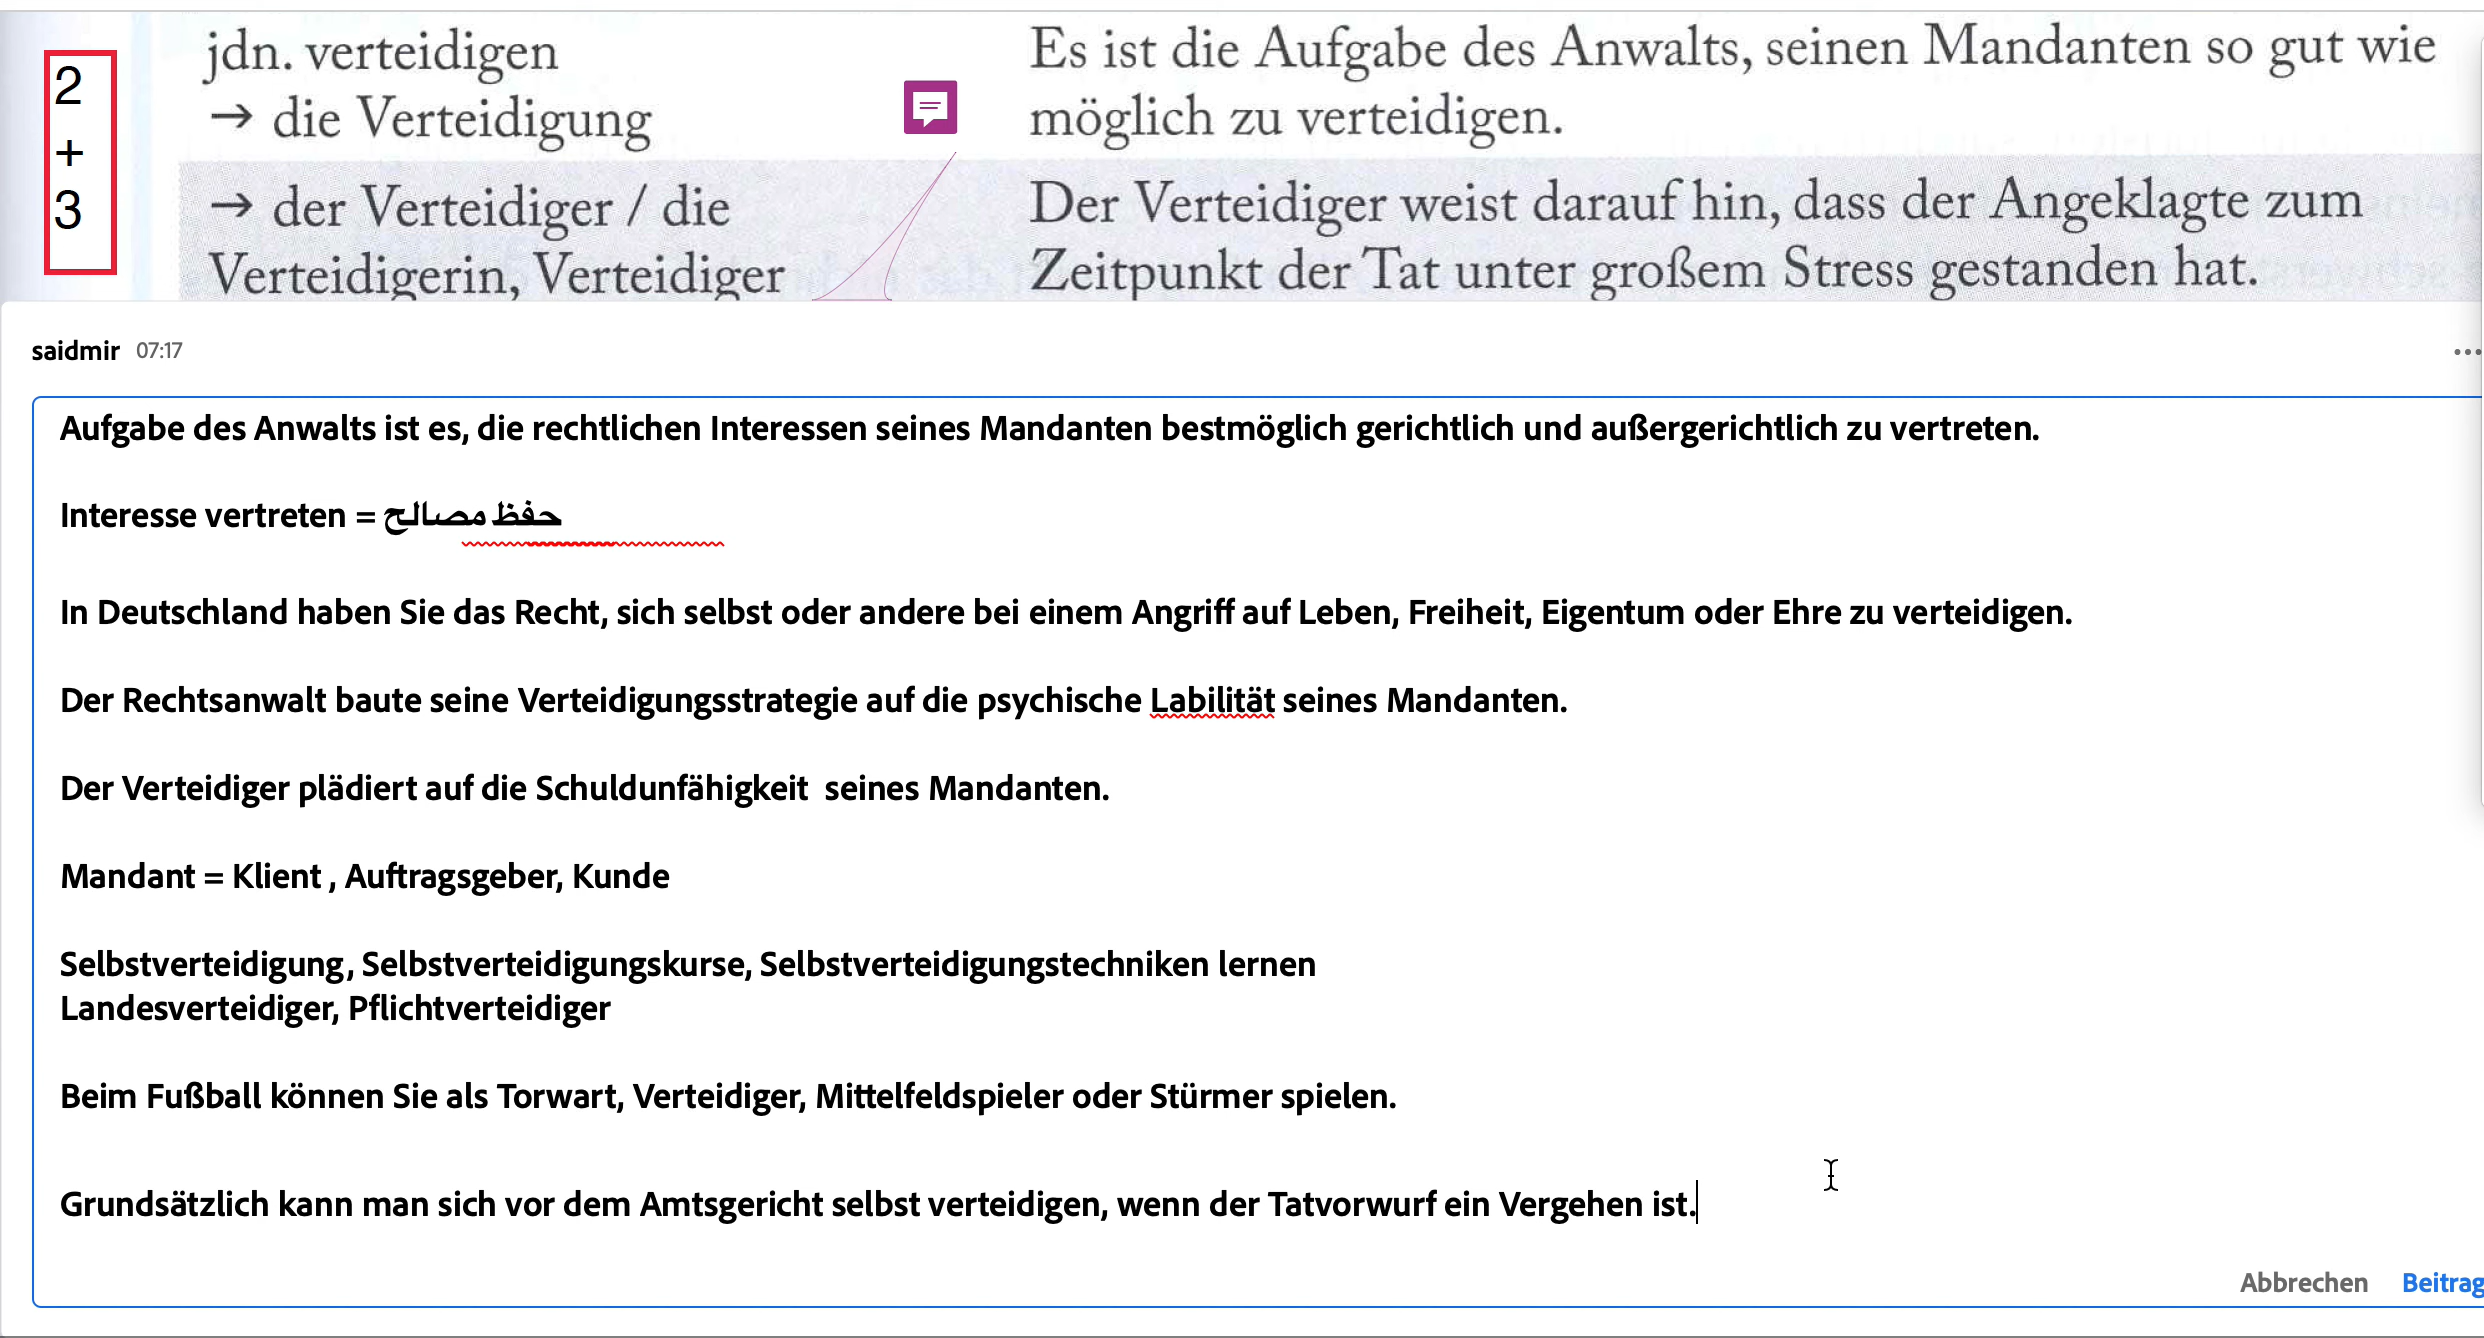 2
+
3
jdn. verteidigen
→ die Verteidigung
→ der Verteidiger / die
Verteidigerin, Verteidiger
Es ist die Aufgabe des Anwalts, seinen Mandanten so gut wie
möglich zu verteidigen.
Der Verteidiger weist darauf hin, dass der Angeklagte zum
Zeitpunkt der Tat unter großem Stress gestanden hat.
saidmir 07:17
Aufgabe des Anwalts ist es, die rechtlichen Interessen seines Mandanten bestmöglich gerichtlich und außergerichtlich zu vertreten.
Interesse vertreten = حفظ مصالح
In Deutschland haben Sie das Recht, sich selbst oder andere bei einem Angriff auf Leben, Freiheit, Eigentum oder Ehre zu verteidigen.
Der Rechtsanwalt baute seine Verteidigungsstrategie auf die psychische Labilität seines Mandanten.
Der Verteidiger plädiert auf die Schuldunfähigkeit  seines Mandanten.
Mandant = Klient , Auftragsgeber, Kunde
Selbstverteidigung, Selbstverteidigungskurse, Selbstverteidigungstechniken lernen
Landesverteidiger, Pflichtverteidiger
Beim Fußball können Sie als Torwart, Verteidiger, Mittelfeldspieler oder Stürmer spielen.
Grundsätzlich kann man sich vor dem Amtsgericht selbst verteidigen, wenn der Tatvorwurf ein Vergehen ist.
Abbrechen Beitrag